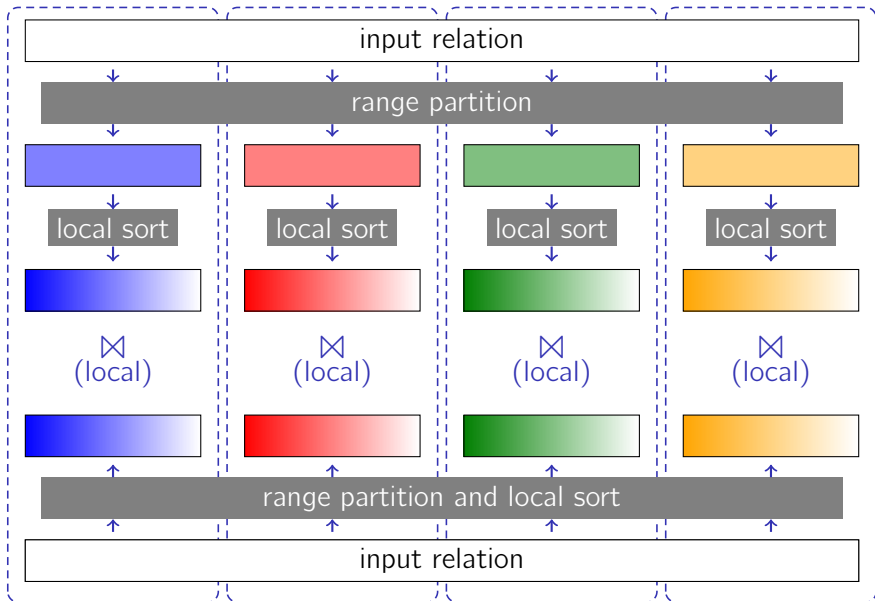 input relation
range partition
local sort local sort local sort local sort
⋈ ⋈ ⋈ ⋈
(local) (local) (local) (local)
range partition and local sort
input relation